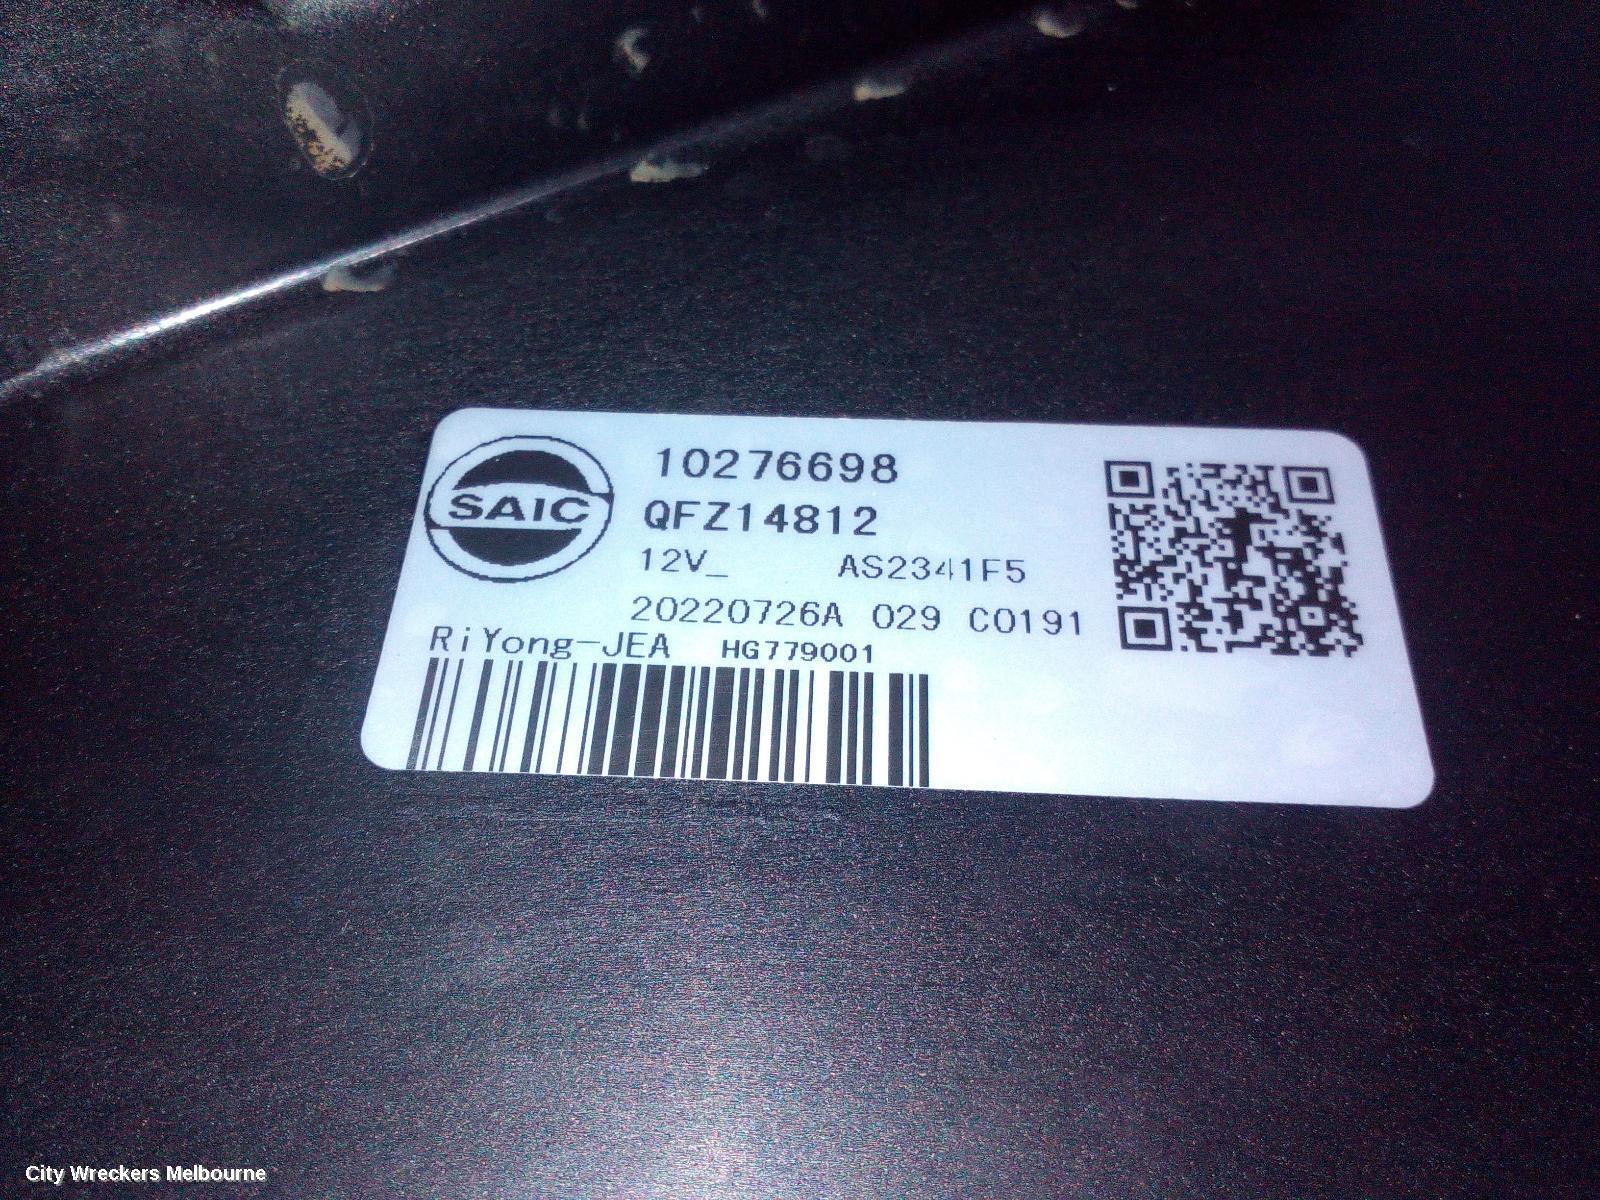 SAIC
10276698
QFZ14812
12V_ AS2341F5
20220726A 029 C0191
RiYong-JEA HG779001
City Wreckers Melbourne